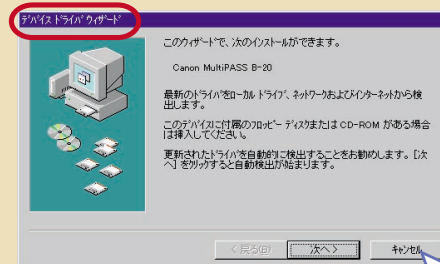 ﾃﾞﾊﾞｲｽ ﾄﾞﾗｲﾊﾞ ｳｨｻﾞｰﾄﾞ
このｳｨｻﾞｰﾄﾞで、次のｲﾝｽﾄｰﾙができます。
Canon MultiPASS B-20
最新のﾄﾞﾗｲﾊﾞをﾛｰｶﾙ ﾄﾞﾗｲﾌﾞ、ﾈｯﾄﾜｰｸおよびｲﾝﾀｰﾈｯﾄから検
出します。
このﾃﾞﾊﾞｲｽに付属のﾌﾛｯﾋﾟｰ ﾃﾞｨｽｸまたは CD-ROM がある場合
は挿入してください。
更新されたﾄﾞﾗｲﾊﾞを自動的に検出することをお勧めします。[次
へ] をｸﾘｯｸすると自動検出が始まります。
< 戻る(B)
次へ >
ｷｬﾝｾﾙ